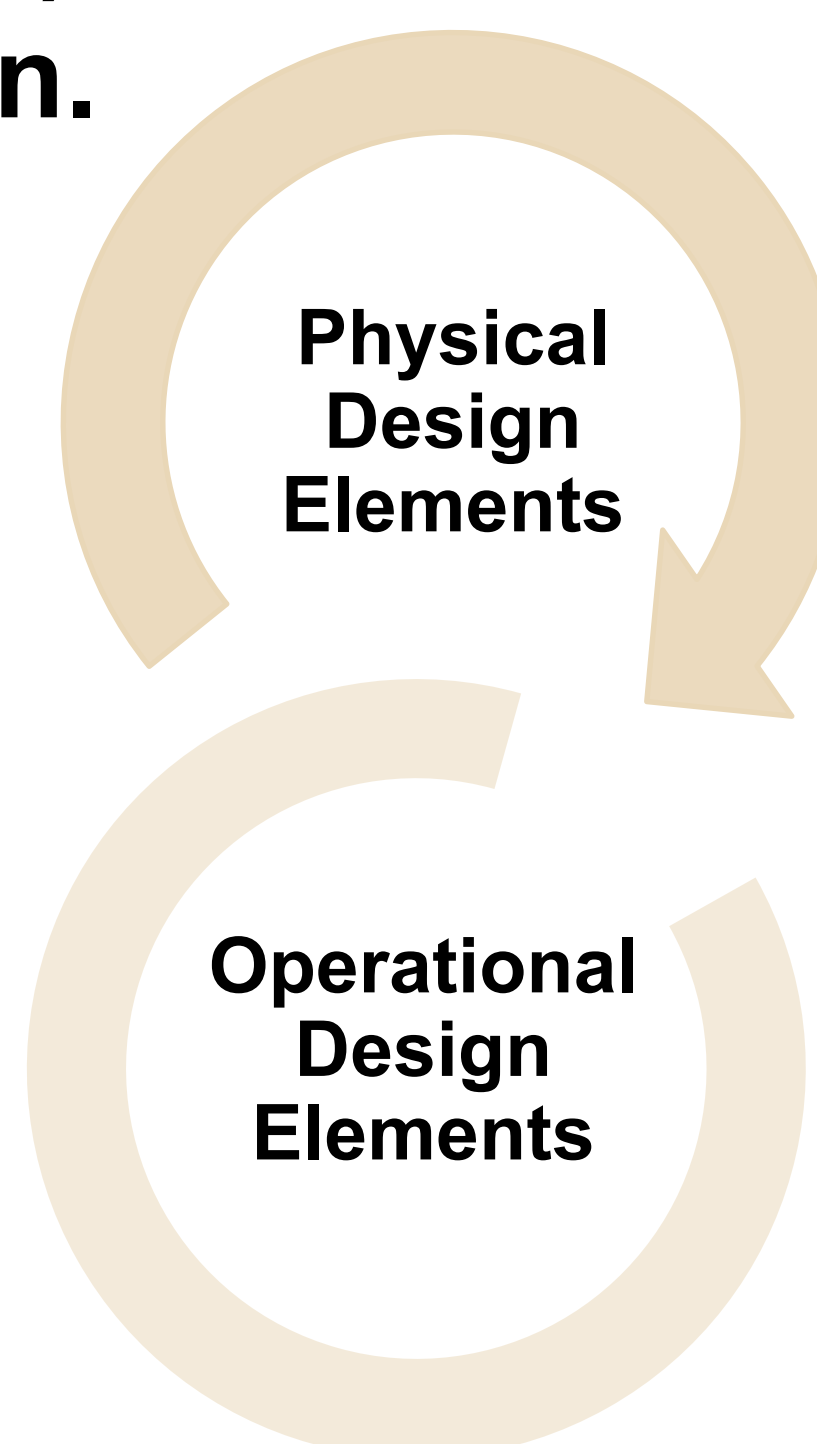 n.
Physical
Design
Elements
Operational
Design
Elements